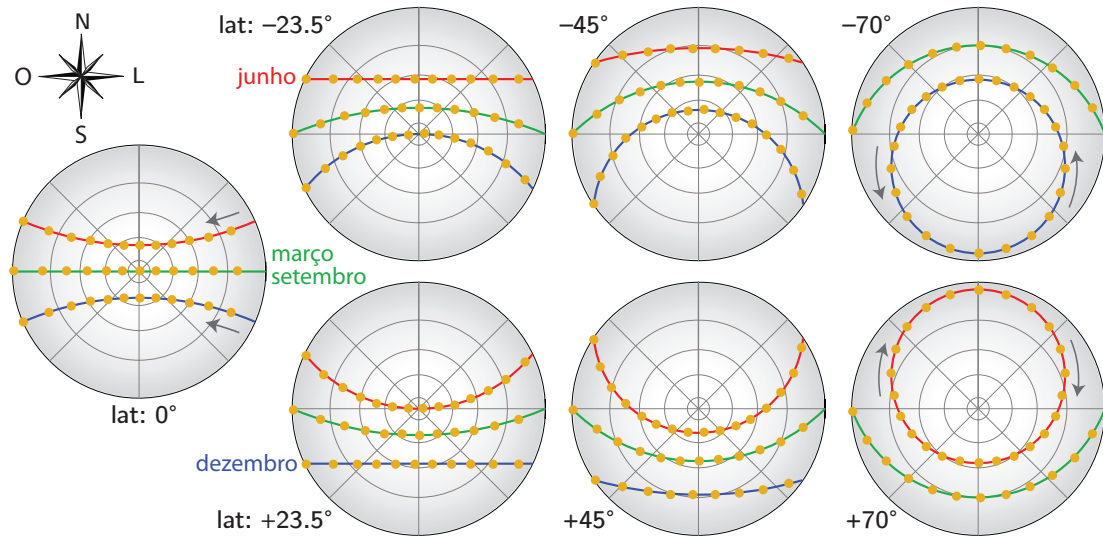 N
O
L
S
lat: −23.5°
−45°
−70°
junho
março
setembro
lat: 0°
dezembro
lat: +23.5°
+45°
+70°